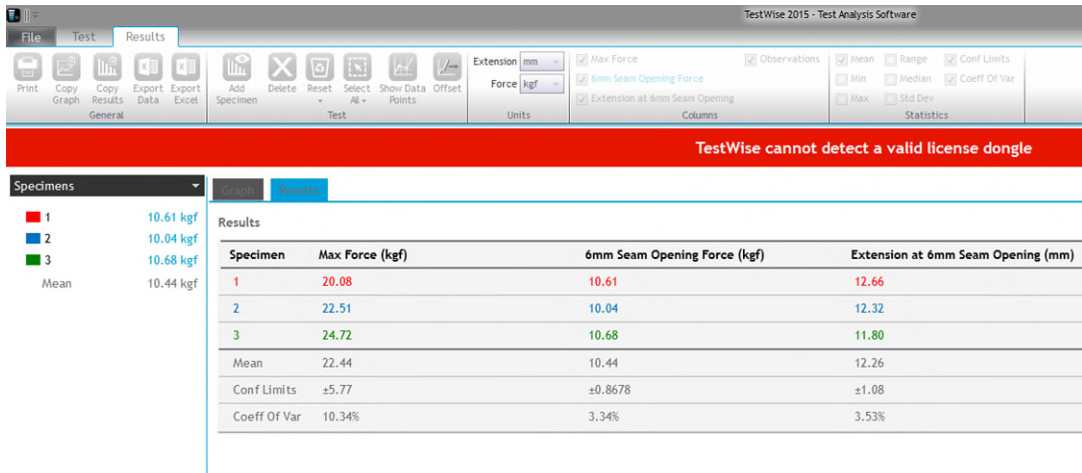 TestWise 2015 - Test Analysis Software
File Test Results
Print Copy Graph Copy Results Export Data Export Excel
General
Add Specimen Delete Reset Select All Show Data Points Offset
Test
Extension mm
Force kgf
Units
Max Force Observations
6mm Seam Opening Force
Extension at 6mm Seam Opening
Columns
Mean Range Conf Limits
Min Median Coeff Of Var
Max Std Dev
Statistics
TestWise cannot detect a valid license dongle
Specimens
1 10.61 kgf
2 10.04 kgf
3 10.68 kgf
Mean 10.44 kgf
Graph Results
Results
Specimen Max Force (kgf) 6mm Seam Opening Force (kgf) Extension at 6mm Seam Opening (mm)
1 20.08 10.61 12.66
2 22.51 10.04 12.32
3 24.72 10.68 11.80
Mean 22.44 10.44 12.26
Conf Limits ±5.77 ±0.8678 ±1.08
Coeff Of Var 10.34% 3.34% 3.53%